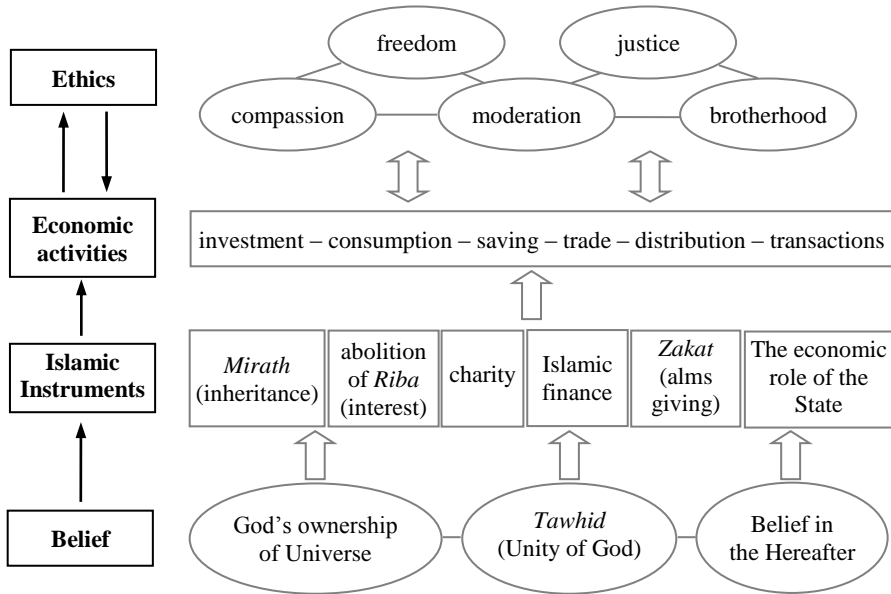 freedom
justice
Ethics
compassion
moderation
brotherhood
Economic
activities
investment – consumption – saving – trade – distribution – transactions
Islamic
Instruments
Mirath
(inheritance)
abolition
of Riba
(interest)
charity
Islamic
finance
Zakat
(alms
giving)
The economic
role of the
State
Belief
God’s ownership
of Universe
Tawhid
(Unity of God)
Belief in
the Hereafter